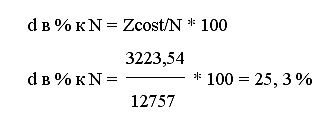 d в % к N = Zcost/N * 100
3223,54
d в % к N = * 100 = 25, 3 %
12757